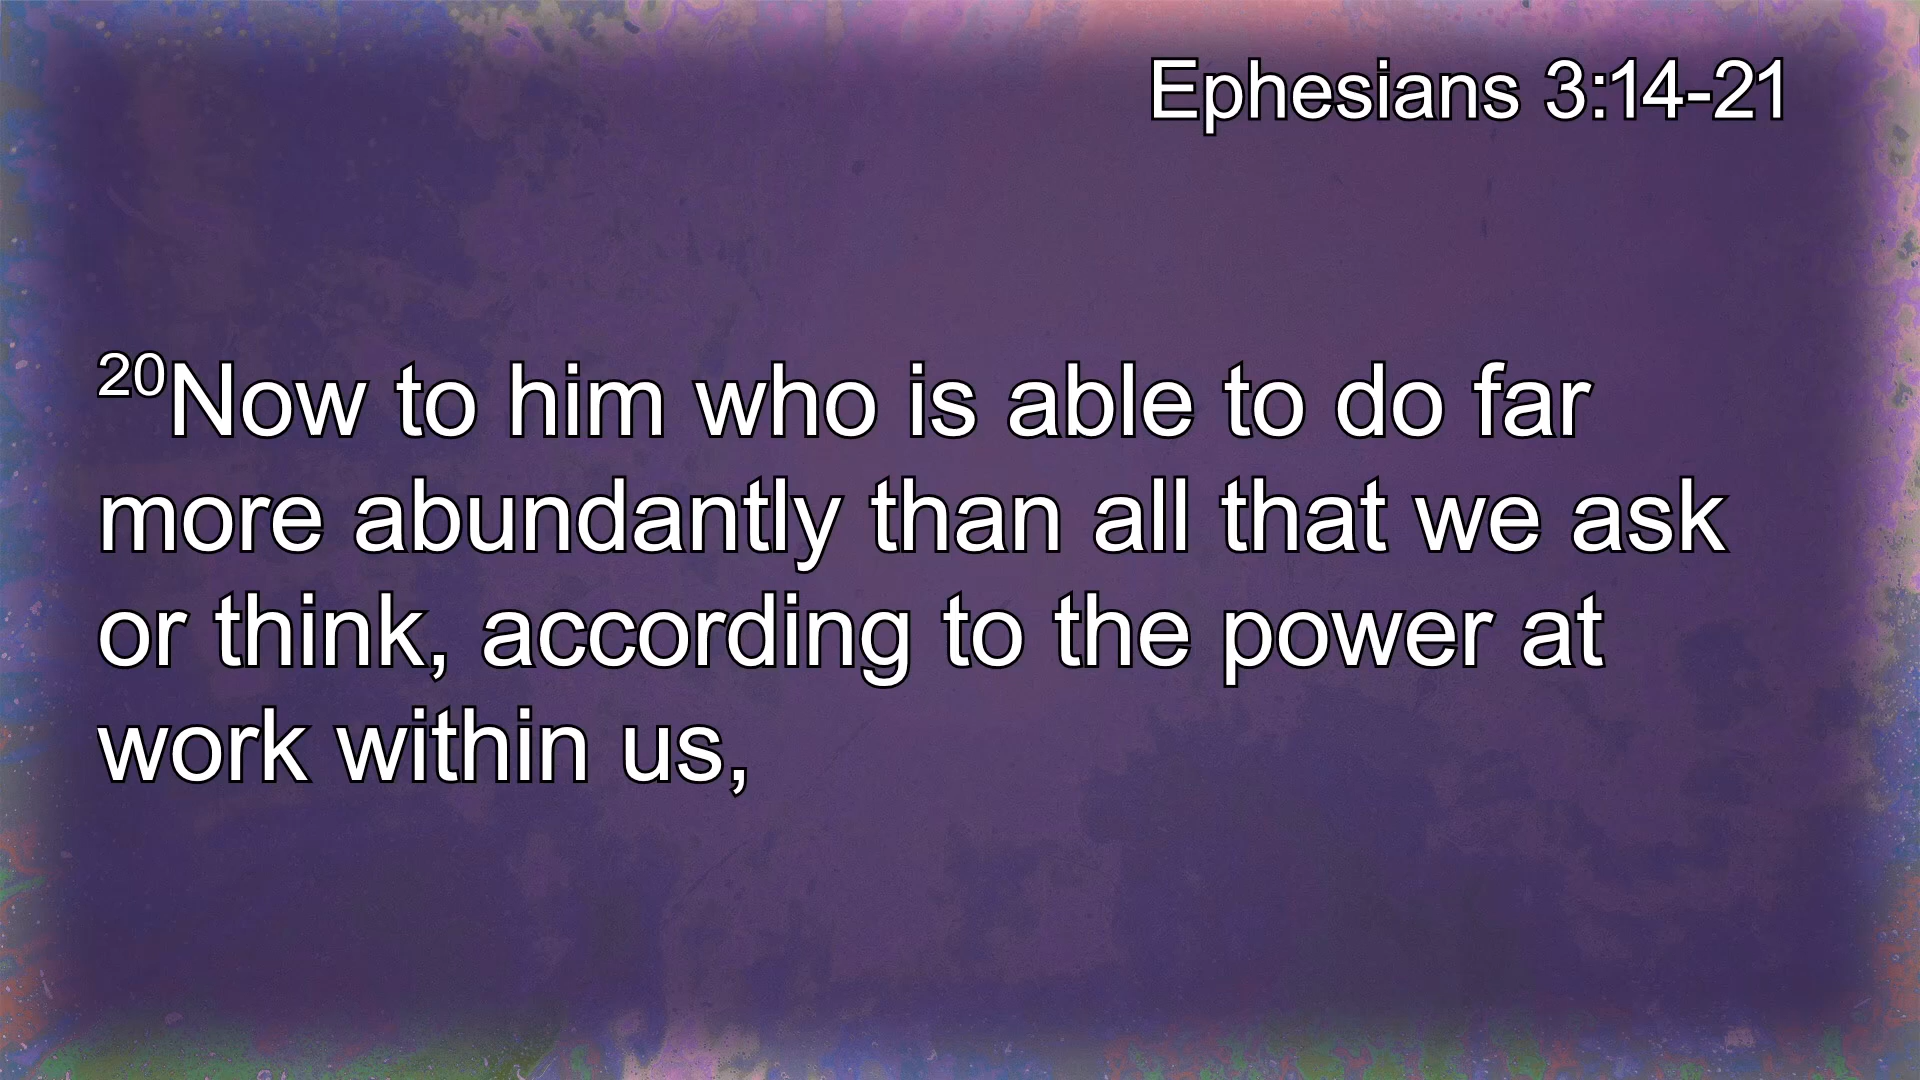 Ephesians 3:14-21
20Now to him who is able to do far
more abundantly than all that we ask
or think, according to the power at
work within us,